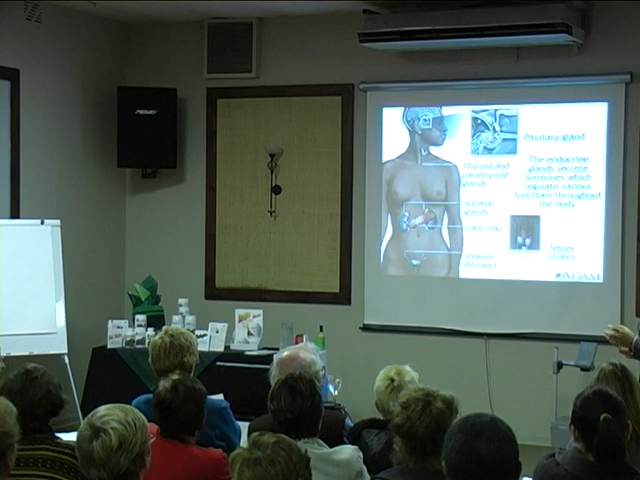 Pituitary gland
Thyroid and
parathyroid
glands
The endocrine
glands secrete
hormones which
regulate various
functions throughout
the body
Adrenal
glands
Pancreas
Testes
(male)
Ovaries
(female)
ADAM
PEAVEY